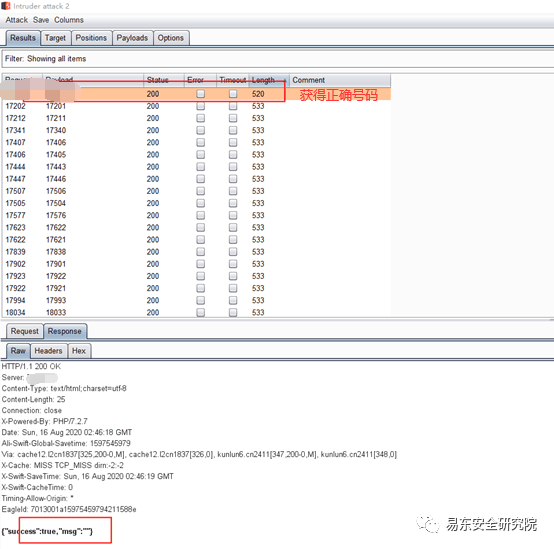 Intruder attack 2
Attack Save Columns
Results Target Positions Payloads Options
Filter: Showing all items
Payload Status Error Timeout Length Comment
200 520 获得正确号码
17202 17201 200 533
17212 17211 200 533
17341 17340 200 533
17407 17406 200 533
17406 17405 200 533
17444 17443 200 533
17447 17446 200 533
17507 17506 200 533
17505 17504 200 533
17577 17576 200 533
17623 17622 200 533
17622 17621 200 533
17839 17838 200 533
17902 17901 200 533
17923 17922 200 533
17922 17921 200 533
17994 17993 200 533
18034 18033 200 533
Request Response
Raw Headers Hex
HTTP/1.1 200 OK
Server:
Content-Type: text/html;charset=utf-8
Content-Length: 25
Connection: close
X-Powered-By: PHP/7.2.7
Date: Sun, 16 Aug 2020 02:46:18 GMT
Ali-Swift-Global-Savetime: 1597545979
Via: cache12.l2cn1837[325,200-0,M], cache12.l2cn1837[326,0], kunlun6.cn2411[347,200-0,M], kunlun6.cn2411[348,0]
X-Cache: MISS TCP_MISS dirn:-2:-2
X-Swift-SaveTime: Sun, 16 Aug 2020 02:46:19 GMT
X-Swift-CacheTime: 0
Timing-Allow-Origin: *
EagleId: 7013001a15975459794211588e
{"success":true,"msg":""}
易东安全研究院